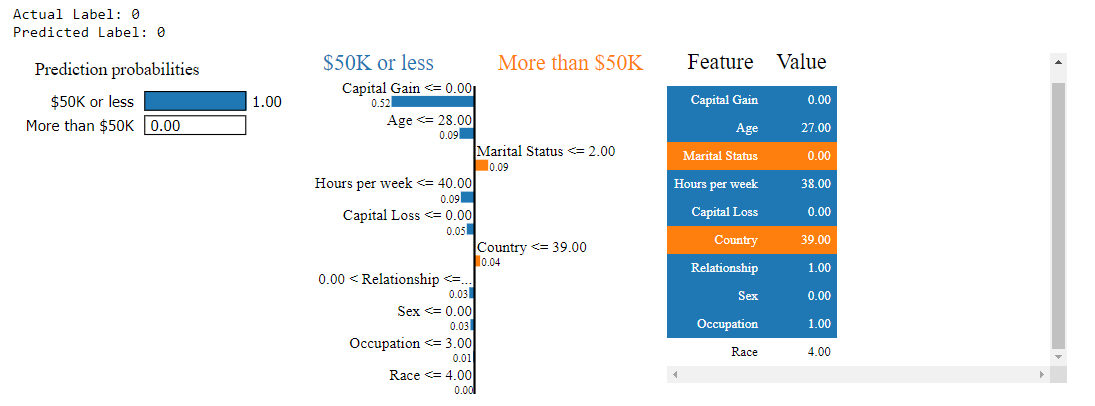 Actual Label: 0
Predicted Label: 0
Prediction probabilities
$50K or less 1.00
More than $50K 0.00
$50K or less More than $50K
Capital Gain <= 0.00
0.52
Age <= 28.00
0.09
Marital Status <= 2.00
0.09
Hours per week <= 40.00
0.09
Capital Loss <= 0.00
0.05
Country <= 39.00
0.04
0.00 < Relationship <=...
0.03
Sex <= 0.00
0.03
Occupation <= 3.00
0.01
Race <= 4.00
0.00
Feature Value
Capital Gain 0.00
Age 27.00
Marital Status 0.00
Hours per week 38.00
Capital Loss 0.00
Country 39.00
Relationship 1.00
Sex 0.00
Occupation 1.00
Race 4.00